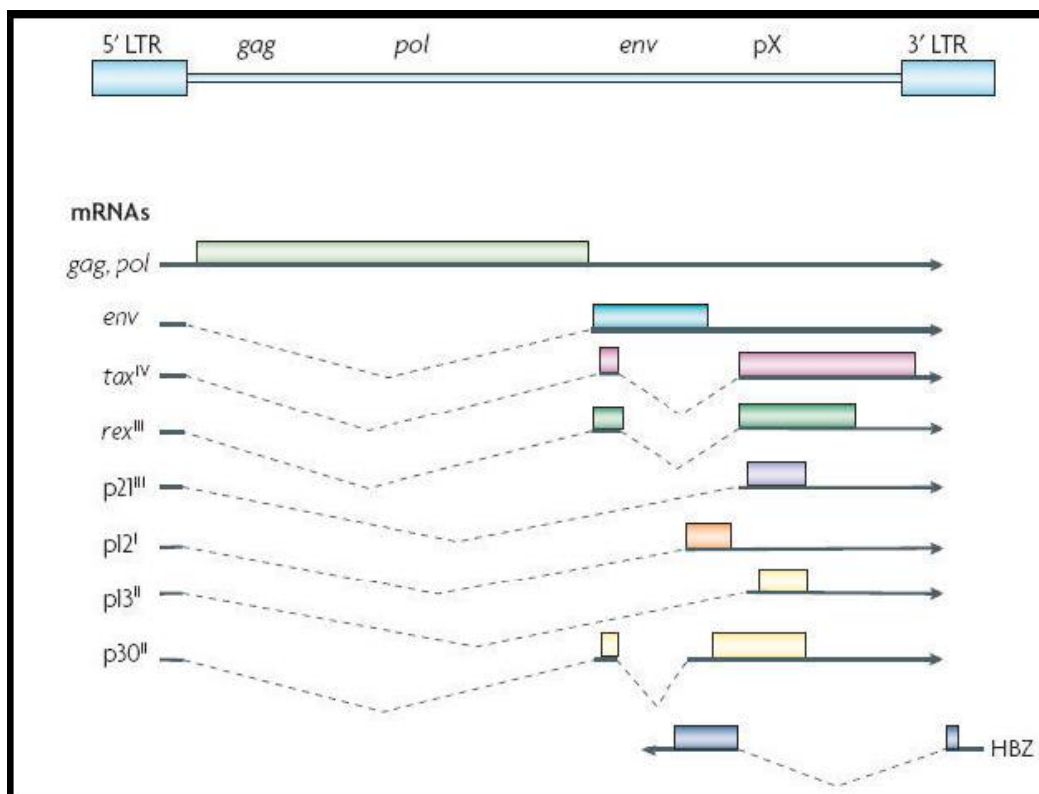 5′ LTR gag pol env pX 3′ LTR
mRNAs
gag, pol
env
taxIV
rexIII
p21III
p12I
p13II
p30II
HBZ